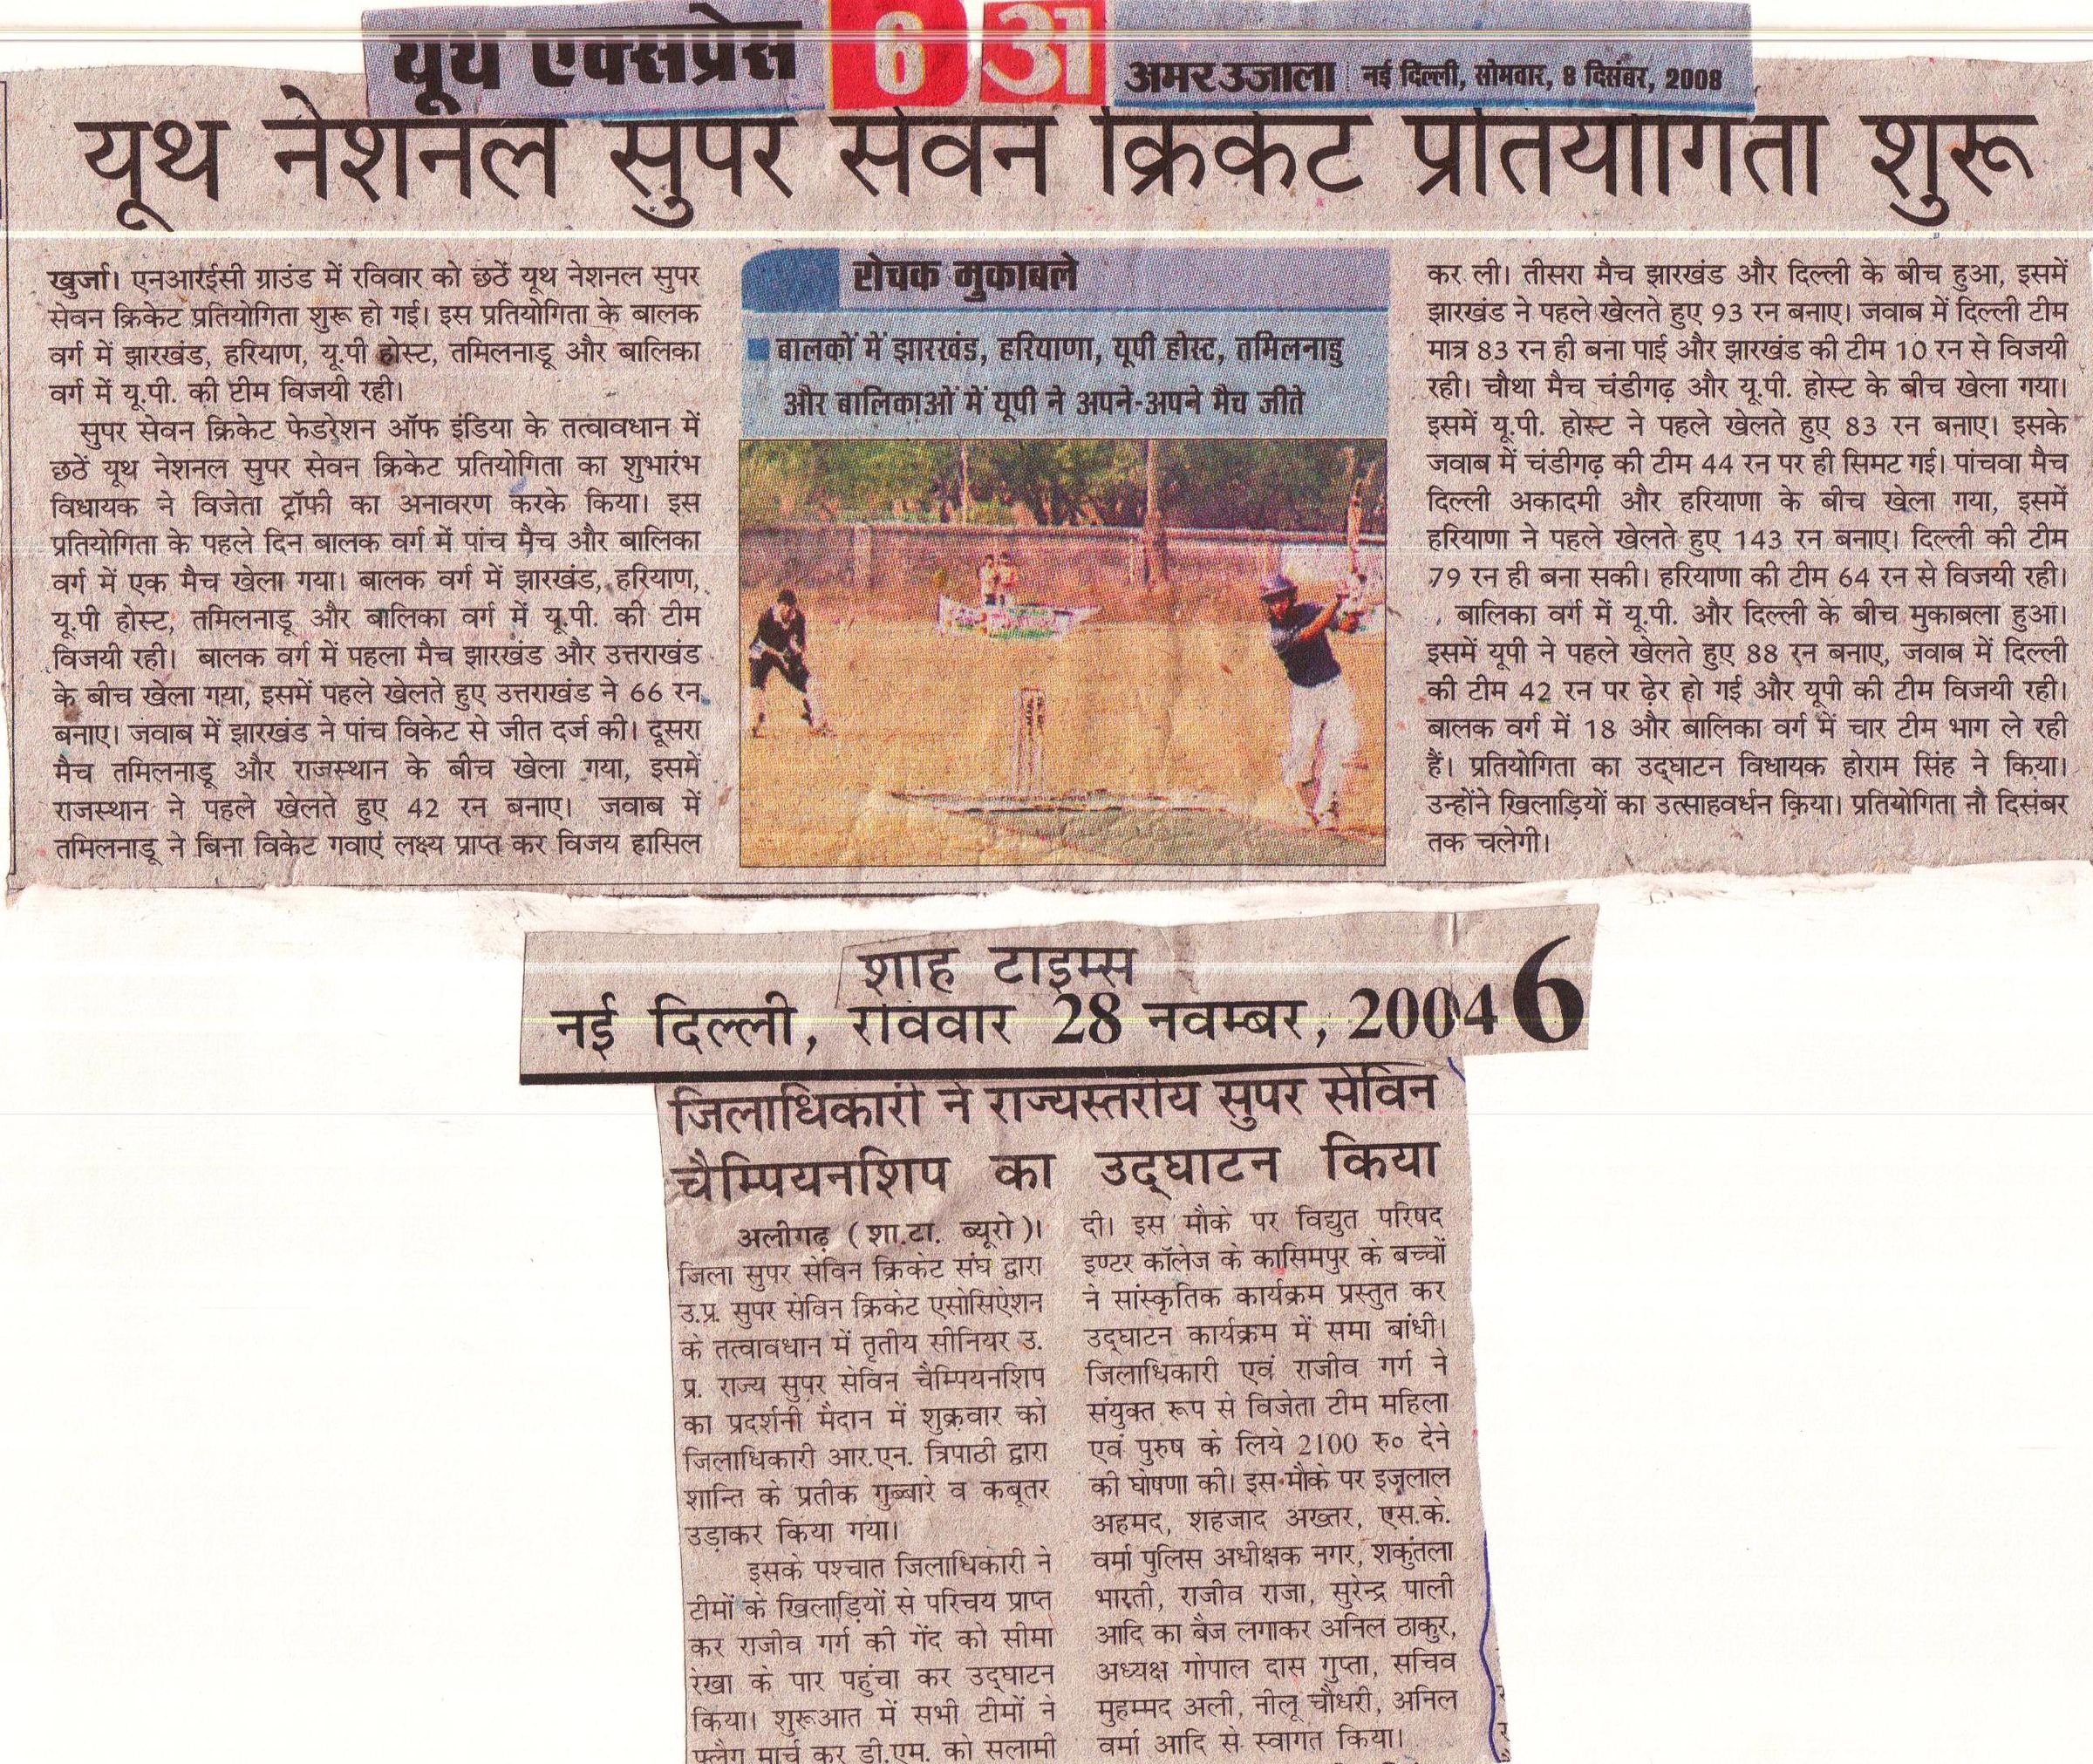 यूथ एक्सप्रेस 6 अ अमर उजाला नई दिल्ली, सोमवार, 8 दिसंबर, 2008
यूथ नेशनल सुपर सेवन क्रिकेट प्रतियोगिता शुरू
खुर्जा। एनआरईसी ग्राउंड में रविवार को छठें यूथ नेशनल सुपर
सेवन क्रिकेट प्रतियोगिता शुरू हो गई। इस प्रतियोगिता के बालक
वर्ग में झारखंड, हरियाण, यू.पी होस्ट, तमिलनाडू और बालिका
वर्ग में यू.पी. की टीम विजयी रही।
सुपर सेवन क्रिकेट फेडरेशन ऑफ इंडिया के तत्वावधान में
छठें यूथ नेशनल सुपर सेवन क्रिकेट प्रतियोगिता का शुभारंभ
विधायक ने विजेता ट्रॉफी का अनावरण करके किया। इस
प्रतियोगिता के पहले दिन बालक वर्ग में पांच मैच और बालिका
वर्ग में एक मैच खेला गया। बालक वर्ग में झारखंड, हरियाण,
यू.पी होस्ट, तमिलनाडू और बालिका वर्ग में यू.पी. की टीम
विजयी रही। बालक वर्ग में पहला मैच झारखंड और उत्तराखंड
के बीच खेला गया, इसमें पहले खेलते हुए उत्तराखंड ने 66 रन
बनाए। जवाब में झारखंड ने पांच विकेट से जीत दर्ज की। दूसरा
मैच तमिलनाडू और राजस्थान के बीच खेला गया, इसमें
राजस्थान ने पहले खेलते हुए 42 रन बनाए। जवाब में
तमिलनाडू ने बिना विकेट गवाएं लक्ष्य प्राप्त कर विजय हासिल
रोचक मुकाबले
बालकों में झारखंड, हरियाणा, यूपी होस्ट, तमिलनाडु
और बालिकाओं में यूपी ने अपने-अपने मैच जीते
कर ली। तीसरा मैच झारखंड और दिल्ली के बीच हुआ, इसमें
झारखंड ने पहले खेलते हुए 93 रन बनाए। जवाब में दिल्ली टीम
मात्र 83 रन ही बना पाई और झारखंड की टीम 10 रन से विजयी
रही। चौथा मैच चंडीगढ़ और यू.पी. होस्ट के बीच खेला गया।
इसमें यू.पी. होस्ट ने पहले खेलते हुए 83 रन बनाए। इसके
जवाब में चंडीगढ़ की टीम 44 रन पर ही सिमट गई। पांचवा मैच
दिल्ली अकादमी और हरियाणा के बीच खेला गया, इसमें
हरियाणा ने पहले खेलते हुए 143 रन बनाए। दिल्ली की टीम
79 रन ही बना सकी। हरियाणा की टीम 64 रन से विजयी रही।
बालिका वर्ग में यू.पी. और दिल्ली के बीच मुकाबला हुआ।
इसमें यूपी ने पहले खेलते हुए 88 रन बनाए, जवाब में दिल्ली
की टीम 42 रन पर ढ़ेर हो गई और यूपी की टीम विजयी रही।
बालक वर्ग में 18 और बालिका वर्ग में चार टीम भाग ले रही
हैं। प्रतियोगिता का उद्घाटन विधायक होराम सिंह ने किया।
उन्होंने खिलाड़ियों का उत्साहवर्धन किया। प्रतियोगिता नौ दिसंबर
तक चलेगी।
शाह टाइम्स
नई दिल्ली, रविवार 28 नवम्बर, 2004 6
जिलाधिकारी ने राज्यस्तरीय सुपर सेविन
चैम्पियनशिप का उद्घाटन किया
अलीगढ़ (शा.टा. ब्यूरो)।
जिला सुपर सेविन क्रिकेट संघ द्वारा
उ.प्र. सुपर सेविन क्रिकेट एसोसिऐशन
के तत्वावधान में तृतीय सीनियर उ.
प्र. राज्य सुपर सेविन चैम्पियनशिप
का प्रदर्शनी मैदान में शुक्रवार को
जिलाधिकारी आर.एन. त्रिपाठी द्वारा
शान्ति के प्रतीक गुब्बारे व कबूतर
उड़ाकर किया गया।
इसके पश्चात जिलाधिकारी ने
टीमों के खिलाड़ियों से परिचय प्राप्त
कर राजीव गर्ग की गेंद को सीमा
रेखा के पार पहुंचा कर उद्घाटन
किया। शुरूआत में सभी टीमों ने
फ्लैग मार्च कर डी.एम. को सलामी
दी। इस मौके पर विद्युत परिषद
इण्टर कॉलेज के कासिमपुर के बच्चों
ने सांस्कृतिक कार्यक्रम प्रस्तुत कर
उद्घाटन कार्यक्रम में समा बांधी।
जिलाधिकारी एवं राजीव गर्ग ने
संयुक्त रूप से विजेता टीम महिला
एवं पुरुष के लिये 2100 रु० देने
की घोषणा की। इस मौके पर इजलाल
अहमद, शहजाद अख्तर, एस.के.
वर्मा पुलिस अधीक्षक नगर, शकुंतला
भारती, राजीव राजा, सुरेन्द्र पाली
आदि का बैज लगाकर अनिल ठाकुर,
अध्यक्ष गोपाल दास गुप्ता, सचिव
मुहम्मद अली, नीलू चौधरी, अनिल
वर्मा आदि से स्वागत किया।